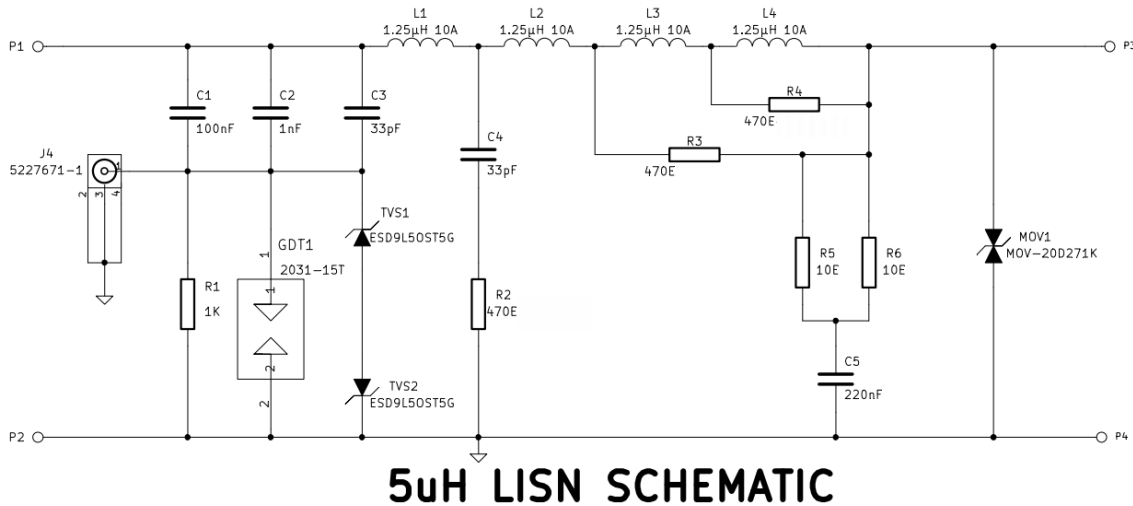 L1
1.25µH 10A
L2
1.25µH 10A
L3
1.25µH 10A
L4
1.25µH 10A
P1
P3
C1
100nF
C2
1nF
C3
33pF
C4
33pF
R4
470E
R3
470E
J4
5227671-1
1
2
3
4
TVS1
ESD9L5OST5G
GDT1
2031-15T
1
1
2
2
R1
1K
R2
470E
R5
10E
R6
10E
MOV1
MOV-20D271K
TVS2
ESD9L5OST5G
C5
220nF
P2
P4
5uH LISN SCHEMATIC